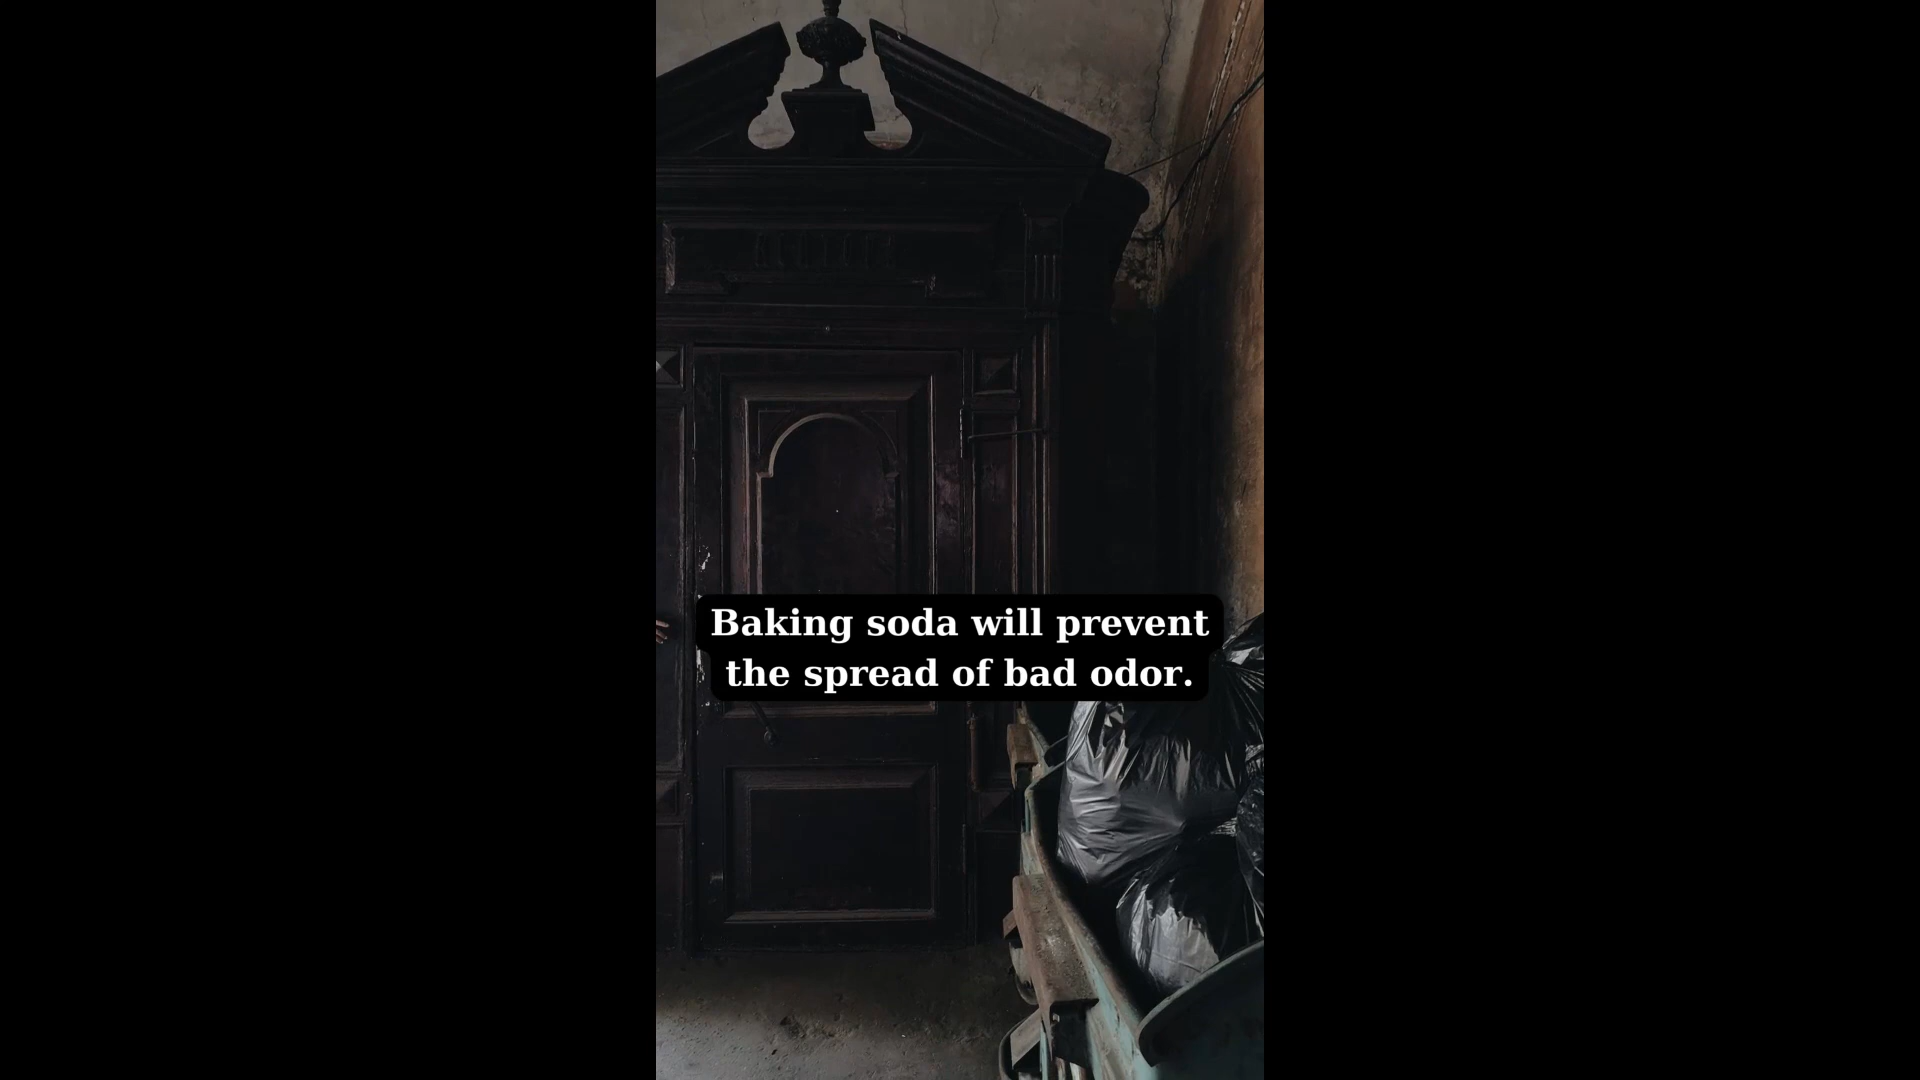 Baking soda will prevent
the spread of bad odor.